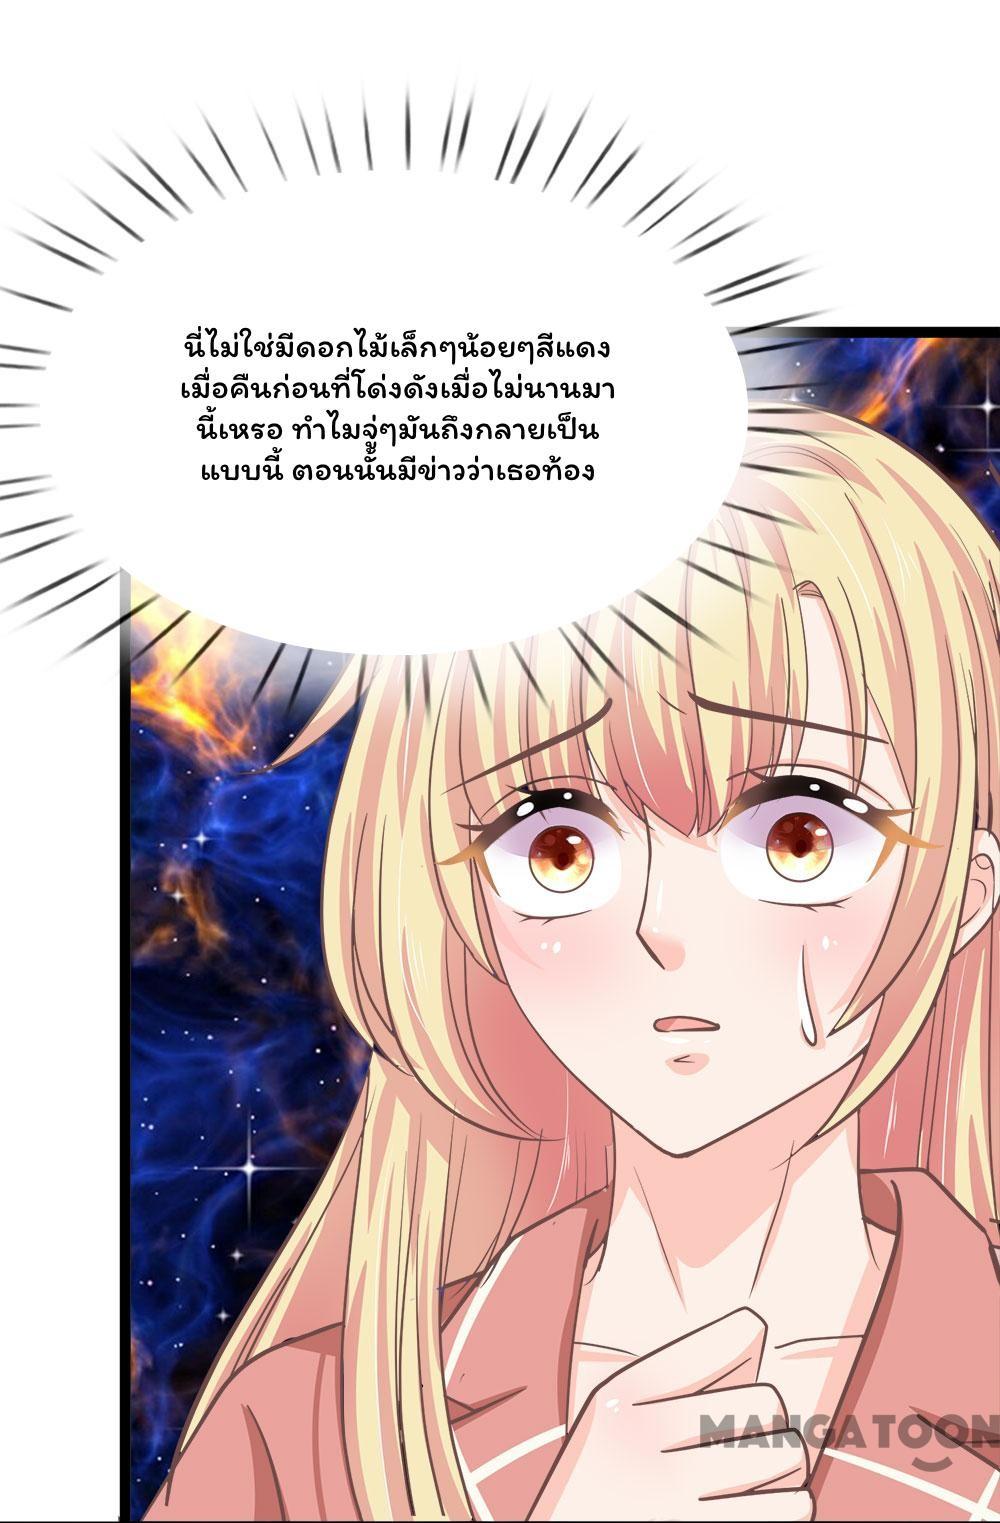 นี่ไม่ใช่มีดอกไม้เล็กๆน้อยๆสีแดง
เมื่อคืนก่อนที่โด่งดังเมื่อไม่นานมา
นี้เหรอ ทำไมจู่ๆมันถึงกลายเป็น
แบบนี้ ตอนนั้นมีข่าวว่าเธอท้อง
MANGATOON